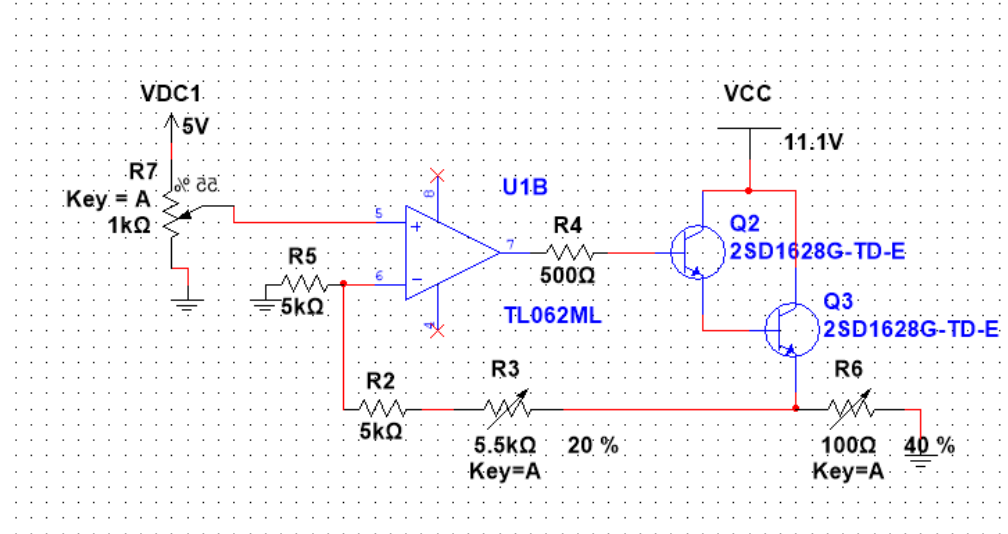 VDC1
5V
R7
55 %
Key = A
1kΩ
R5
5kΩ
5
6
8
4
7
U1B
TL062ML
R4
500Ω
VCC
11.1V
Q2
2SD1628G-TD-E
Q3
2SD1628G-TD-E
R2
5kΩ
R3
5.5kΩ
20 %
Key=A
R6
100Ω
40 %
Key=A